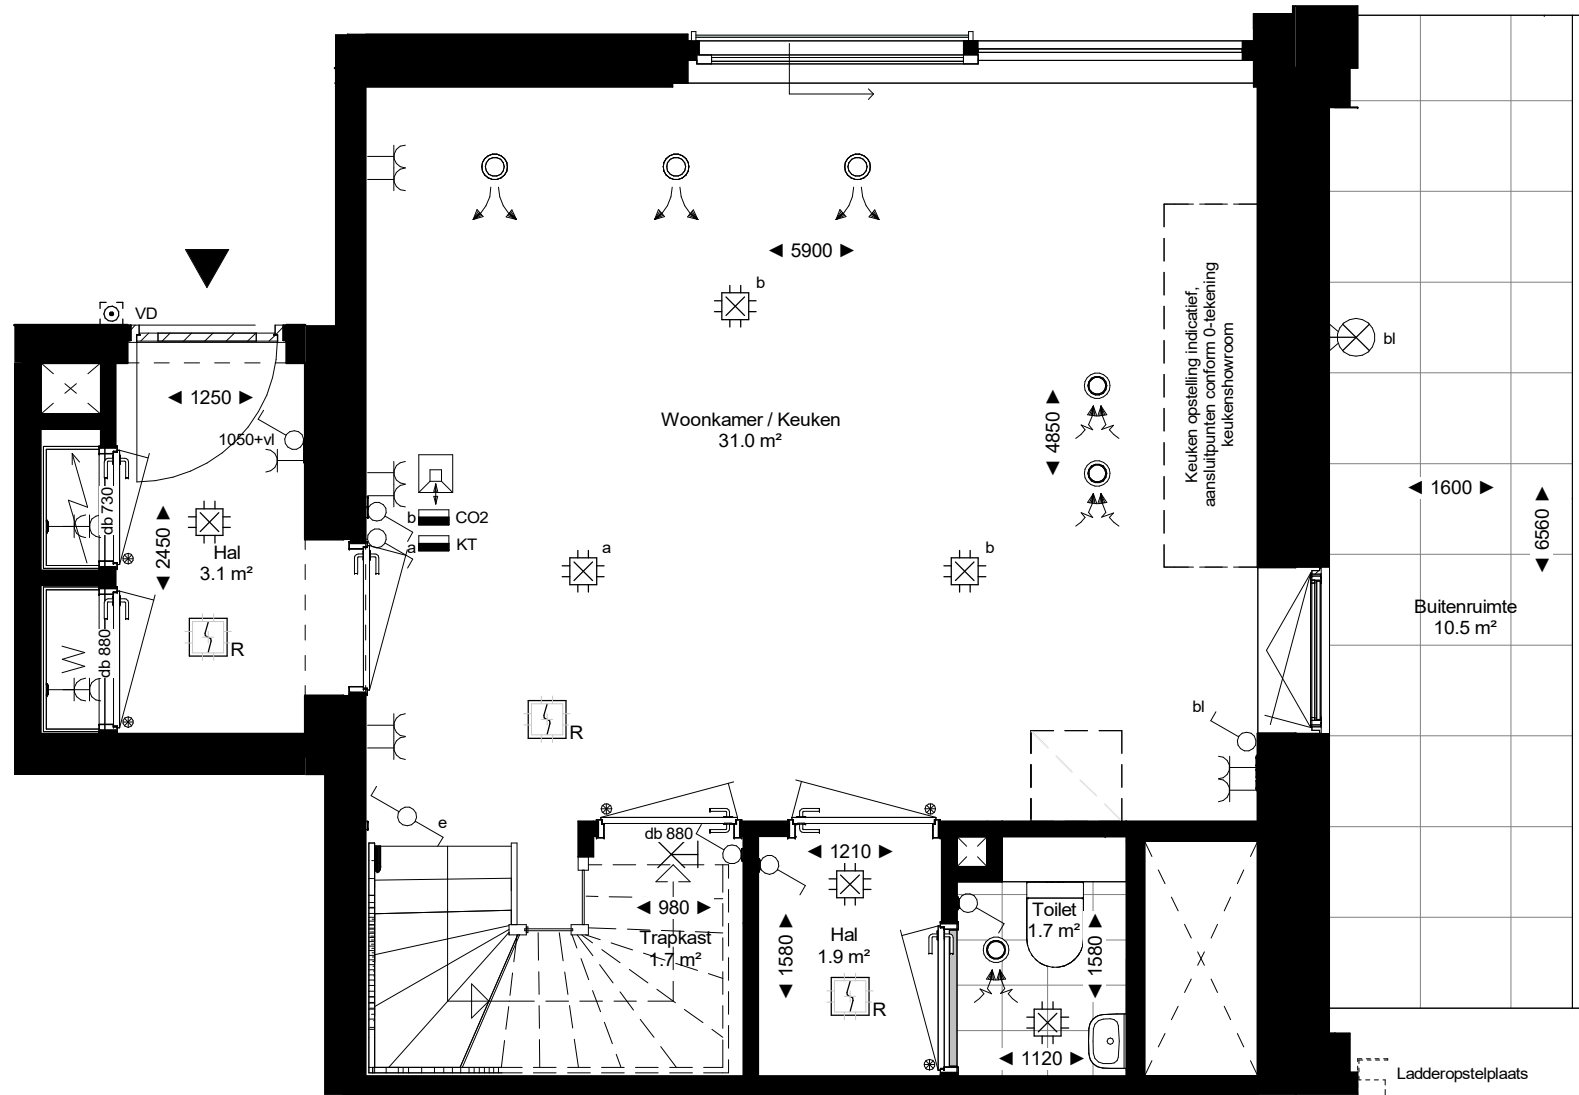 5900
b
VD
bl
1250
1050+vl
Woonkamer / Keuken
31.0 m²
4850
Keuken opstelling indicatief,
aansluitpunten conform 0-tekening
keukenshowroom
1600
6560
db 730
2450
Hal
3.1 m²
b
CO2
a
KT
a
b
Buitenruimte
10.5 m²
db 880
R
R
bl
e
db 880
1210
980
Trapkast
1.7 m²
1580
Hal
1.9 m²
R
Toilet
1.7 m²
1580
1120
Ladderopstelplaats